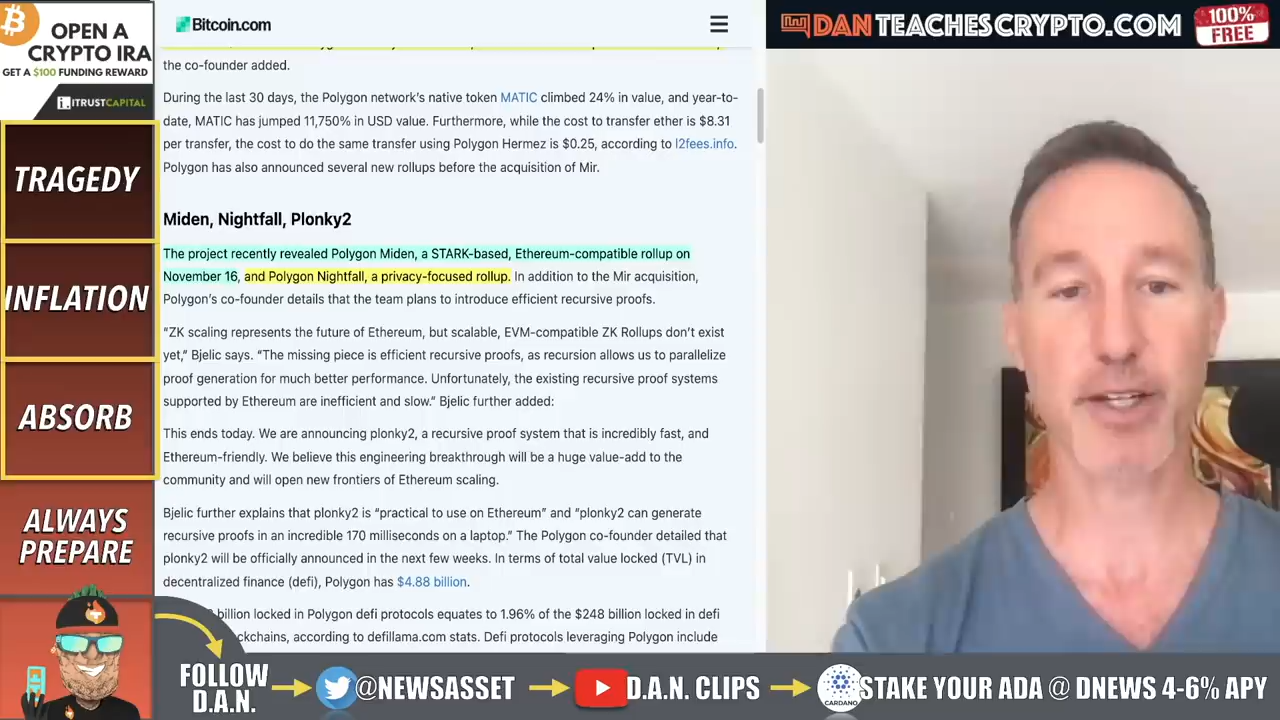 OPEN A
CRYPTO IRA
GET A $100 FUNDING REWARD
ITRUSTCAPITAL
TRAGEDY
INFLATION
ABSORB
ALWAYS
PREPARE
Bitcoin.com
the co-founder added.
During the last 30 days, the Polygon network's native token MATIC climbed 24% in value, and year-to-
date, MATIC has jumped 11,750% in USD value. Furthermore, while the cost to transfer ether is $8.31
per transfer, the cost to do the same transfer using Polygon Hermez is $0.25, according to l2fees.info.
Polygon has also announced several new rollups before the acquisition of Mir.
Miden, Nightfall, Plonky2
The project recently revealed Polygon Miden, a STARK-based, Ethereum-compatible rollup on
November 16, and Polygon Nightfall, a privacy-focused rollup. In addition to the Mir acquisition,
Polygon's co-founder details that the team plans to introduce efficient recursive proofs.
“ZK scaling represents the future of Ethereum, but scalable, EVM-compatible ZK Rollups don't exist
yet,” Bjelic says. “The missing piece is efficient recursive proofs, as recursion allows us to parallelize
proof generation for much better performance. Unfortunately, the existing recursive proof systems
supported by Ethereum are inefficient and slow.” Bjelic further added:
This ends today. We are announcing plonky2, a recursive proof system that is incredibly fast, and
Ethereum-friendly. We believe this engineering breakthrough will be a huge value-add to the
community and will open new frontiers of Ethereum scaling.
Bjelic further explains that plonky2 is “practical to use on Ethereum” and “plonky2 can generate
recursive proofs in an incredible 170 milliseconds on a laptop.” The Polygon co-founder detailed that
plonky2 will be officially announced in the next few weeks. In terms of total value locked (TVL) in
decentralized finance (defi), Polygon has $4.88 billion.
billion locked in Polygon defi protocols equates to 1.96% of the $248 billion locked in defi
ckchains, according to defillama.com stats. Defi protocols leveraging Polygon include
DANTEACHESCRYPTO.COM
100%
FREE
FOLLOW
D.A.N.
@NEWSASSET
D.A.N. CLIPS
CARDANO
STAKE YOUR ADA @ DNEWS 4-6% APY